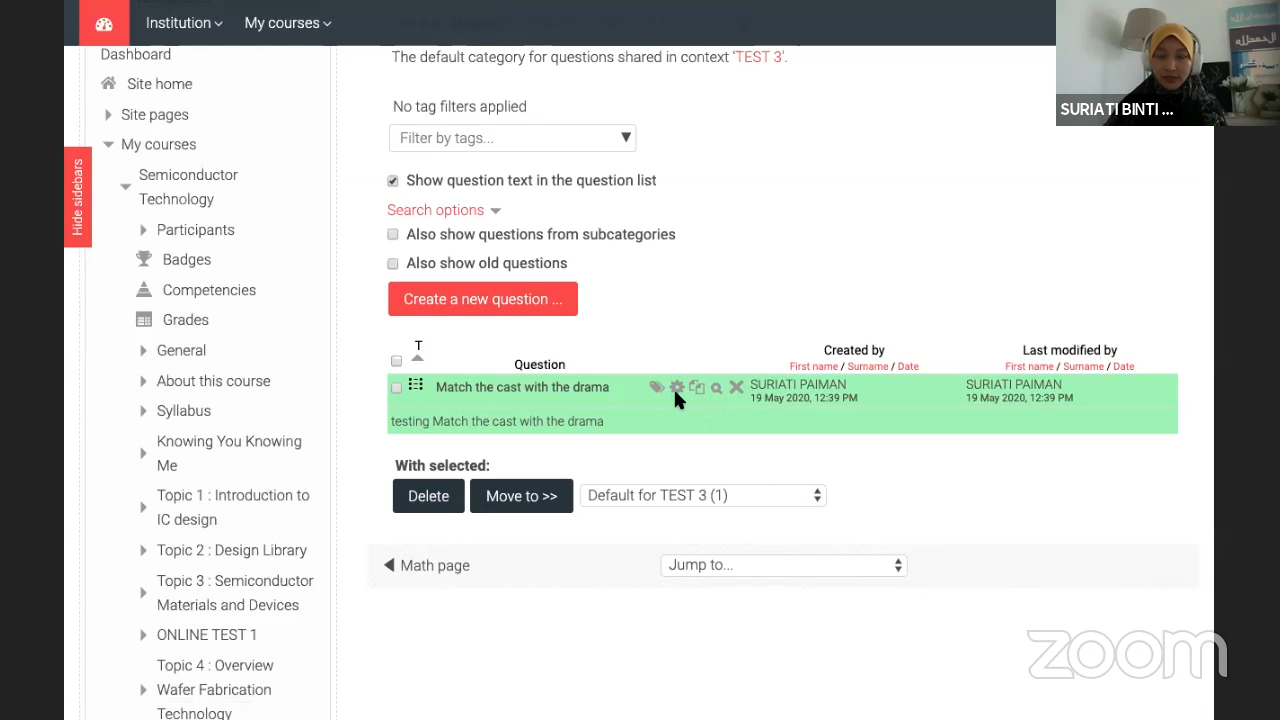 Institution
My courses
SURIATI BINTI ...
Dashboard
Site home
Site pages
My courses
Semiconductor
Technology
Participants
Badges
Competencies
Grades
General
About this course
Syllabus
Knowing You Knowing
Me
Topic 1 : Introduction to
IC design
Topic 2 : Design Library
Topic 3 : Semiconductor
Materials and Devices
ONLINE TEST 1
Topic 4 : Overview
Wafer Fabrication
Technology
Hide sidebars
The default category for questions shared in context 'TEST 3'.
No tag filters applied
Filter by tags...
Show question text in the question list
Search options
Also show questions from subcategories
Also show old questions
Create a new question ...
T
Question
Created by
First name / Surname / Date
Last modified by
First name / Surname / Date
Match the cast with the drama
SURIATI PAIMAN
19 May 2020, 12:39 PM
SURIATI PAIMAN
19 May 2020, 12:39 PM
testing Match the cast with the drama
With selected:
Delete
Move to >>
Default for TEST 3 (1)
Math page
Jump to...
zoom